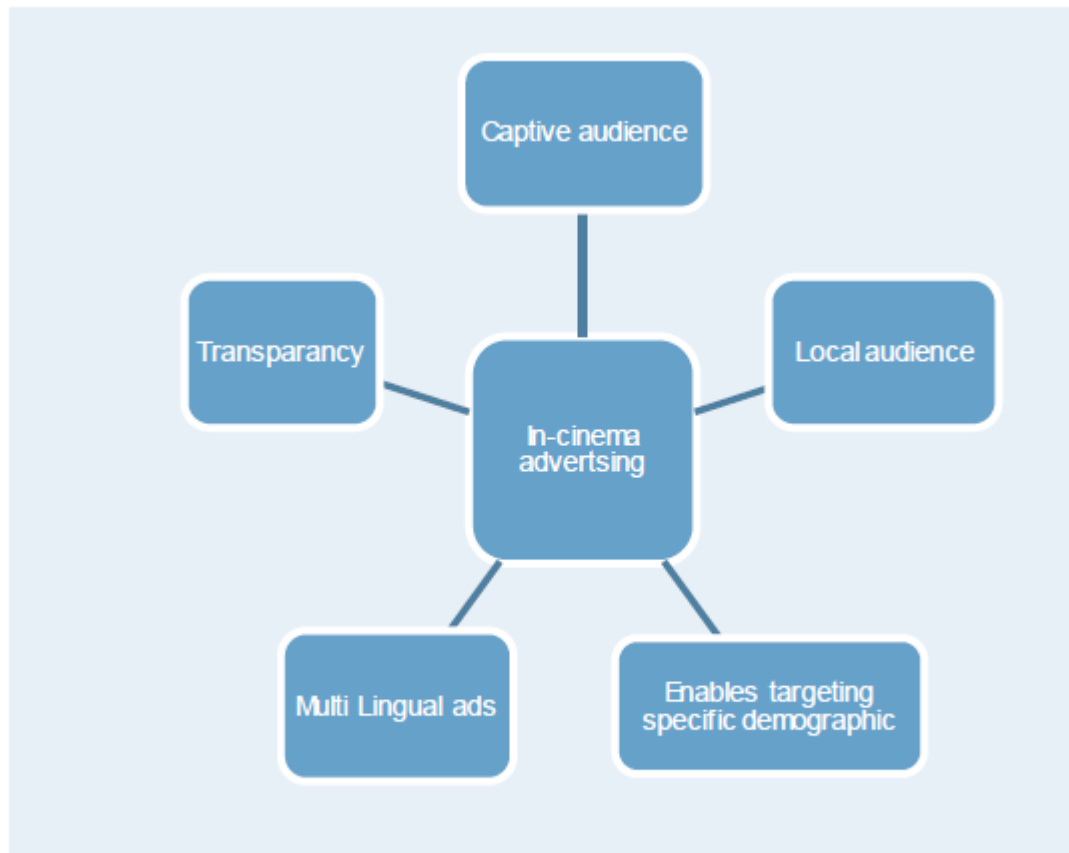 Captive audience
Transparancy
Local audience
In-cinema
advertsing
Multi Lingual ads
Enables targeting
specific demographic